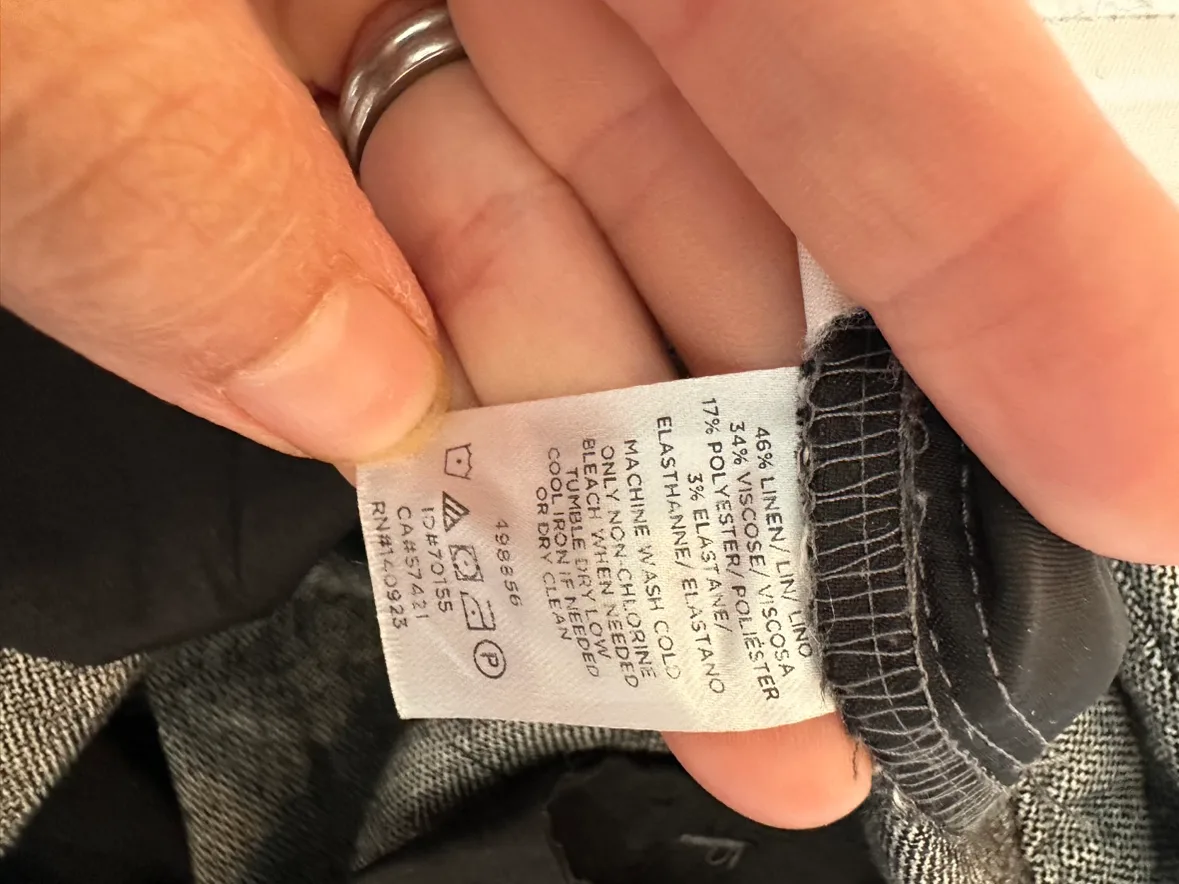 46% LINEN/ LIN/ LINO
34% VISCOSE/ VISCOSA
17% POLYESTER/ POLIÉSTER
3% ELASTANE/
ELASTHANNE/ ELASTANO
MACHINE WASH COLD
ONLY NON-CHLORINE
BLEACH WHEN NEEDED
TUMBLE DRY LOW
COOL IRON IF NEEDED
OR DRY CLEAN
498856
P
ID#70155
CA#57421
RN#140923